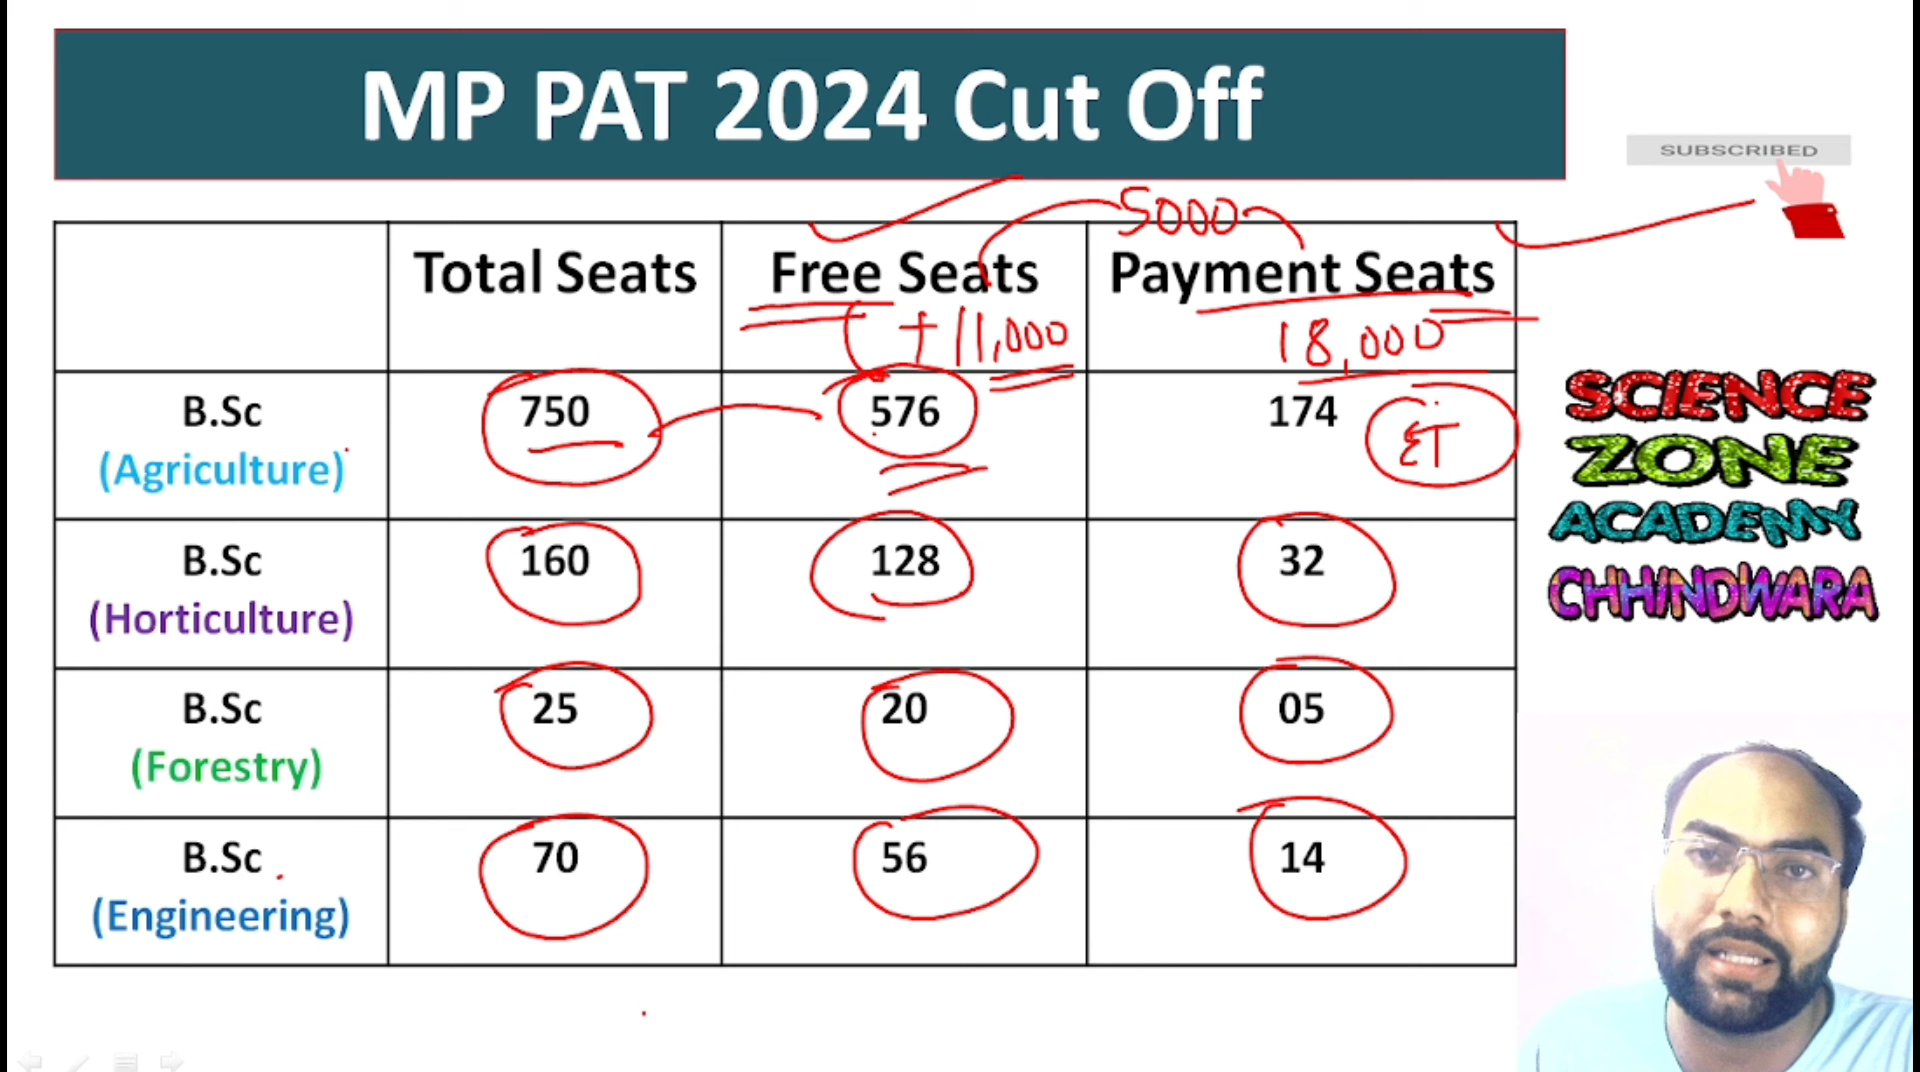 MP PAT 2024 Cut Off
SUBSCRIBED
5000
Total Seats Free Seats Payment Seats
+11,000 18,000
B.Sc 750 576 174
(Agriculture)
B.Sc 160 128 32
(Horticulture)
B.Sc 25 20 05
(Forestry)
B.Sc 70 56 14
(Engineering)
SCIENCE
ZONE
ACADEMY
CHHINDWARA